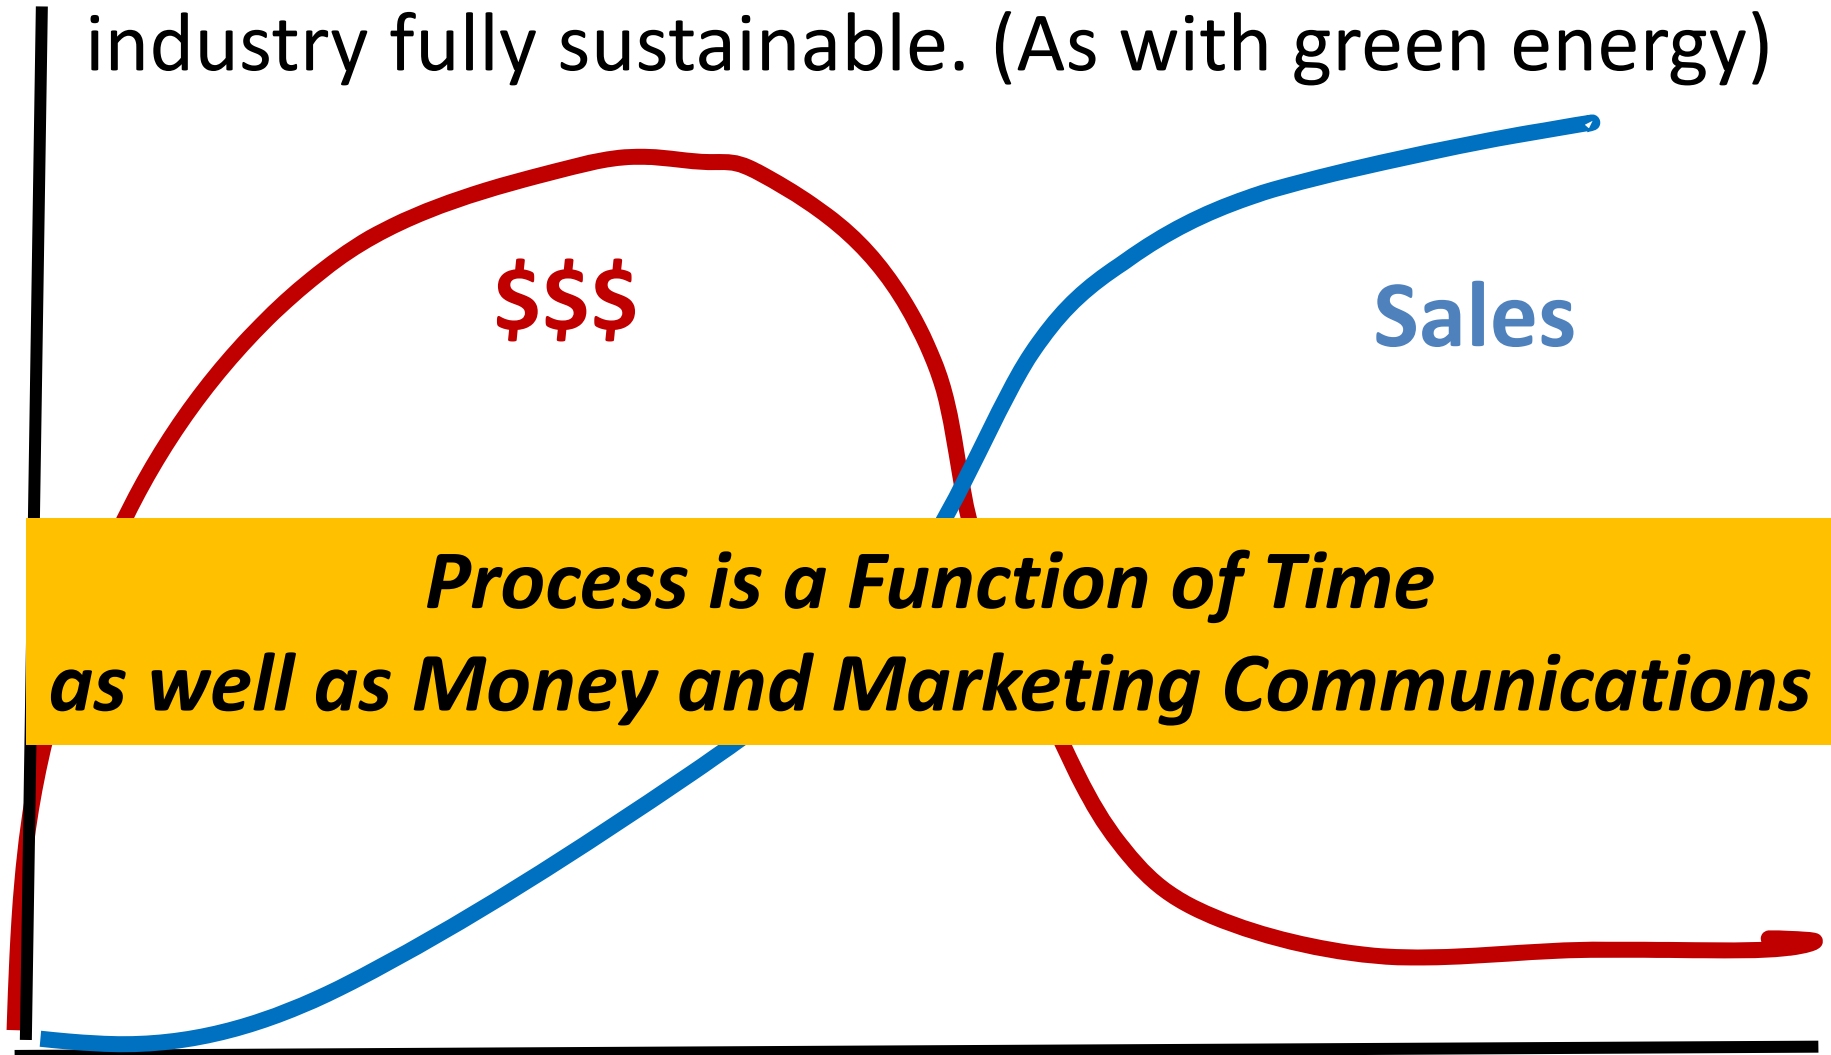 industry fully sustainable. (As with green energy)
$$$
Sales
Process is a Function of Time
as well as Money and Marketing Communications